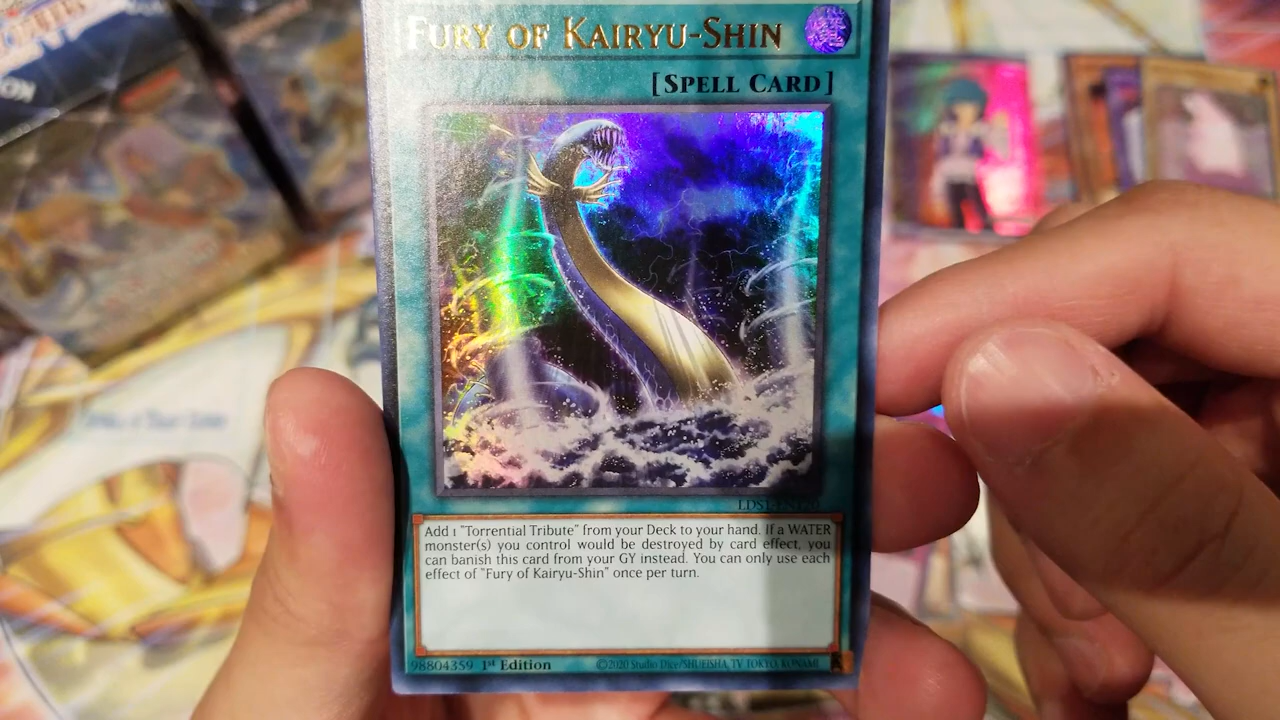 FURY OF KAIRYU-SHIN
[SPELL CARD]
Add 1 "Torrential Tribute" from your Deck to your hand. If a WATER
monster(s) you control would be destroyed by card effect, you
can banish this card from your GY instead. You can only use each
effect of "Fury of Kairyu-Shin" once per turn.
98804359 1st Edition ©2020 Studio Dice/SHUEISHA, TV TOKYO, KONAMI